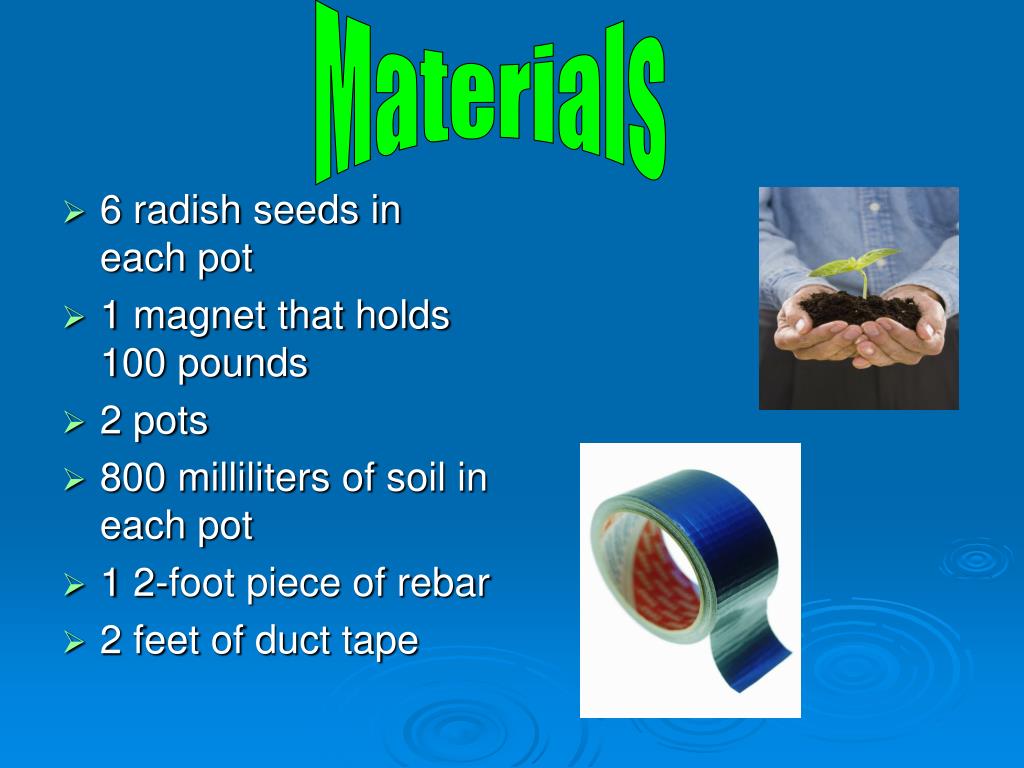 Materials
6 radish seeds in
each pot
1 magnet that holds
100 pounds
2 pots
800 milliliters of soil in
each pot
1 2-foot piece of rebar
2 feet of duct tape